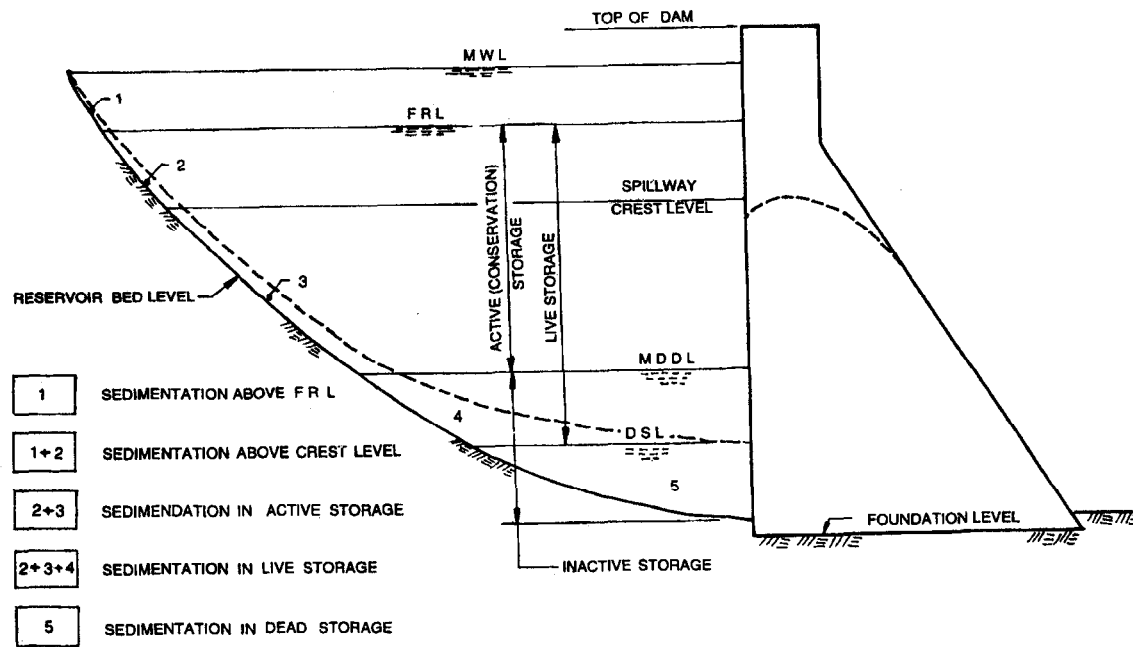 TOP OF DAM
MWL
1
FRL
2
SPILLWAY
CREST LEVEL
ACTIVE (CONSERVATION)
STORAGE
LIVE STORAGE
3
RESERVOIR BED LEVEL
MDDL
4
DSL
5
FOUNDATION LEVEL
INACTIVE STORAGE
1 SEDIMENTATION ABOVE F R L
1+2 SEDIMENTATION ABOVE CREST LEVEL
2+3 SEDIMENDATION IN ACTIVE STORAGE
2+3+4 SEDIMENTATION IN LIVE STORAGE
5 SEDIMENTATION IN DEAD STORAGE